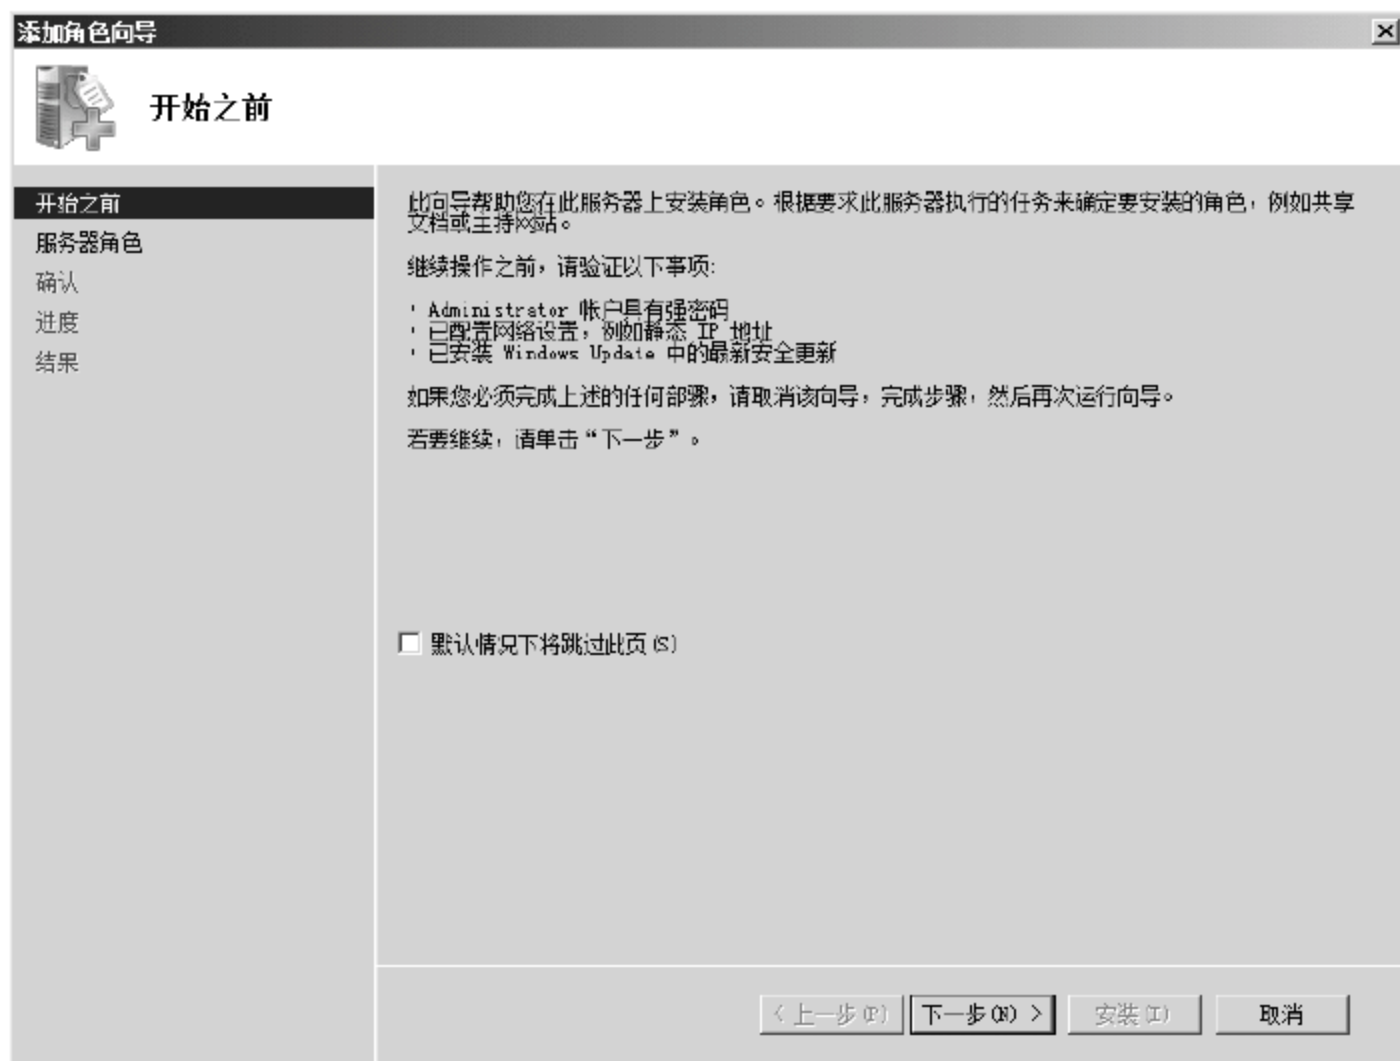 添加角色向导
开始之前
开始之前
服务器角色
确认
进度
结果
此向导帮助您在此服务器上安装角色。根据要求此服务器执行的任务来确定要安装的角色，例如共享
文档或主持网站。
继续操作之前，请验证以下事项:
· Administrator 帐户具有强密码
· 已配置网络设置，例如静态 IP 地址
· 已安装 Windows Update 中的最新安全更新
如果您必须完成上述的任何部骤，请取消该向导，完成步骤，然后再次运行向导。
若要继续，请单击“下一步”。
默认情况下将跳过此页(S)
< 上一步(P)
下一步(N) >
安装(I)
取消